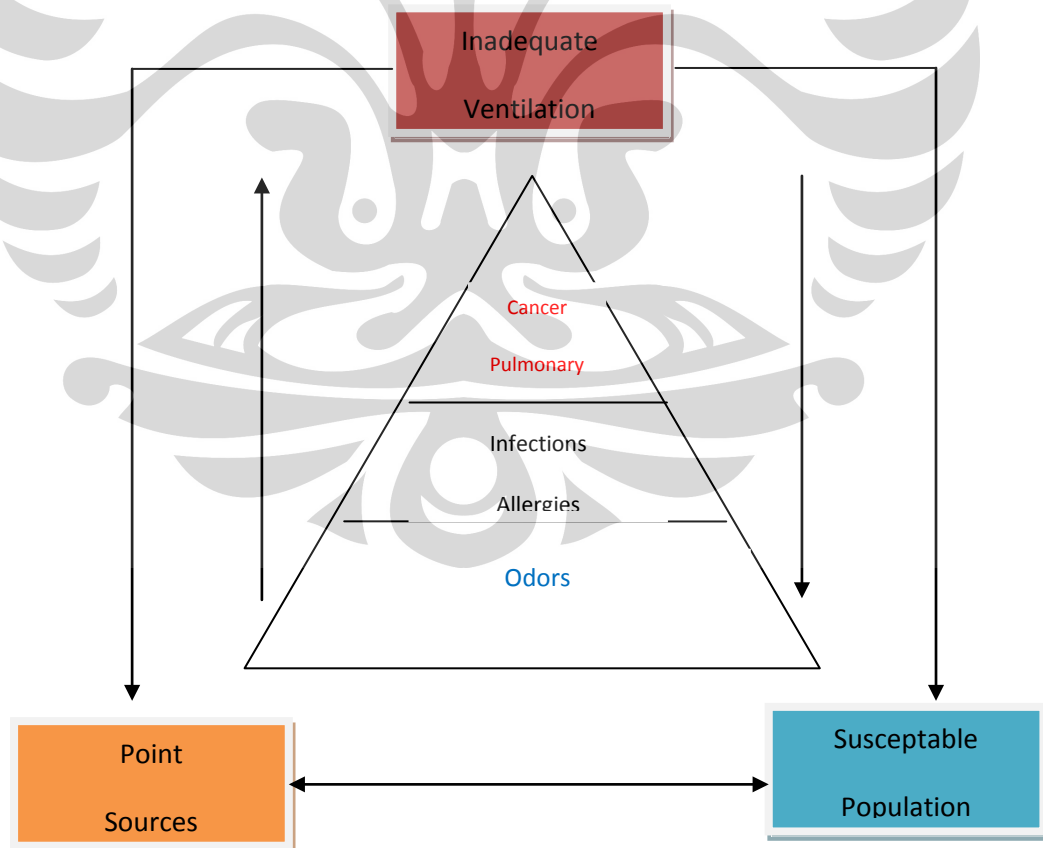 Inadequate
Ventilation
Cancer
Pulmonary
Infections
Allergies
Odors
Point
Sources
Susceptable
Population